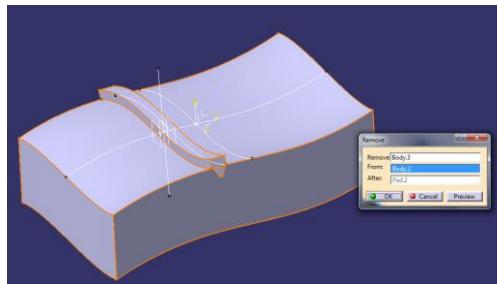 Remove
Remove: Body.3
From: Body.2
After: Pad.2
OK Cancel Preview